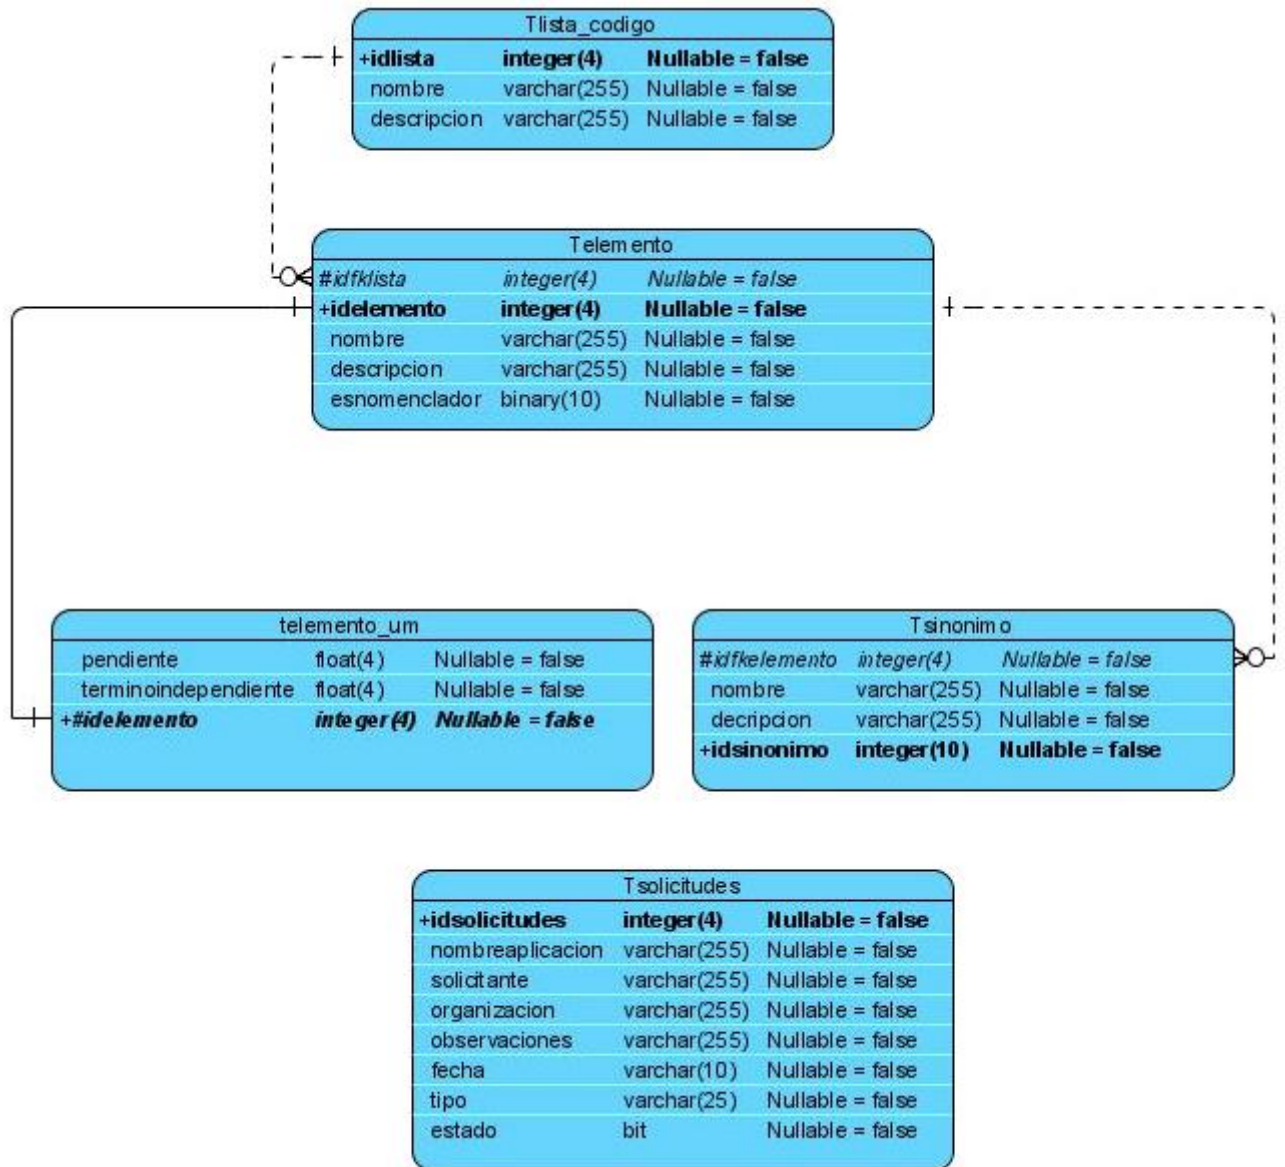 Tlista_codigo
+idlista integer(4) Nullable = false
nombre varchar(255) Nullable = false
descripcion varchar(255) Nullable = false
Telemento
#idfklista integer(4) Nullable = false
+idelemento integer(4) Nullable = false
nombre varchar(255) Nullable = false
descripcion varchar(255) Nullable = false
esnomenclador binary(10) Nullable = false
telemento_um
pendiente float(4) Nullable = false
terminoindependiente float(4) Nullable = false
+#idelemento integer(4) Nullable = false
Tsinonimo
#idfkelemento integer(4) Nullable = false
nombre varchar(255) Nullable = false
decripcion varchar(255) Nullable = false
+idsinonimo integer(10) Nullable = false
Tsolicitudes
+idsolicitudes integer(4) Nullable = false
nombreaplicacion varchar(255) Nullable = false
solicitante varchar(255) Nullable = false
organizacion varchar(255) Nullable = false
observaciones varchar(255) Nullable = false
fecha varchar(10) Nullable = false
tipo varchar(25) Nullable = false
estado bit Nullable = false